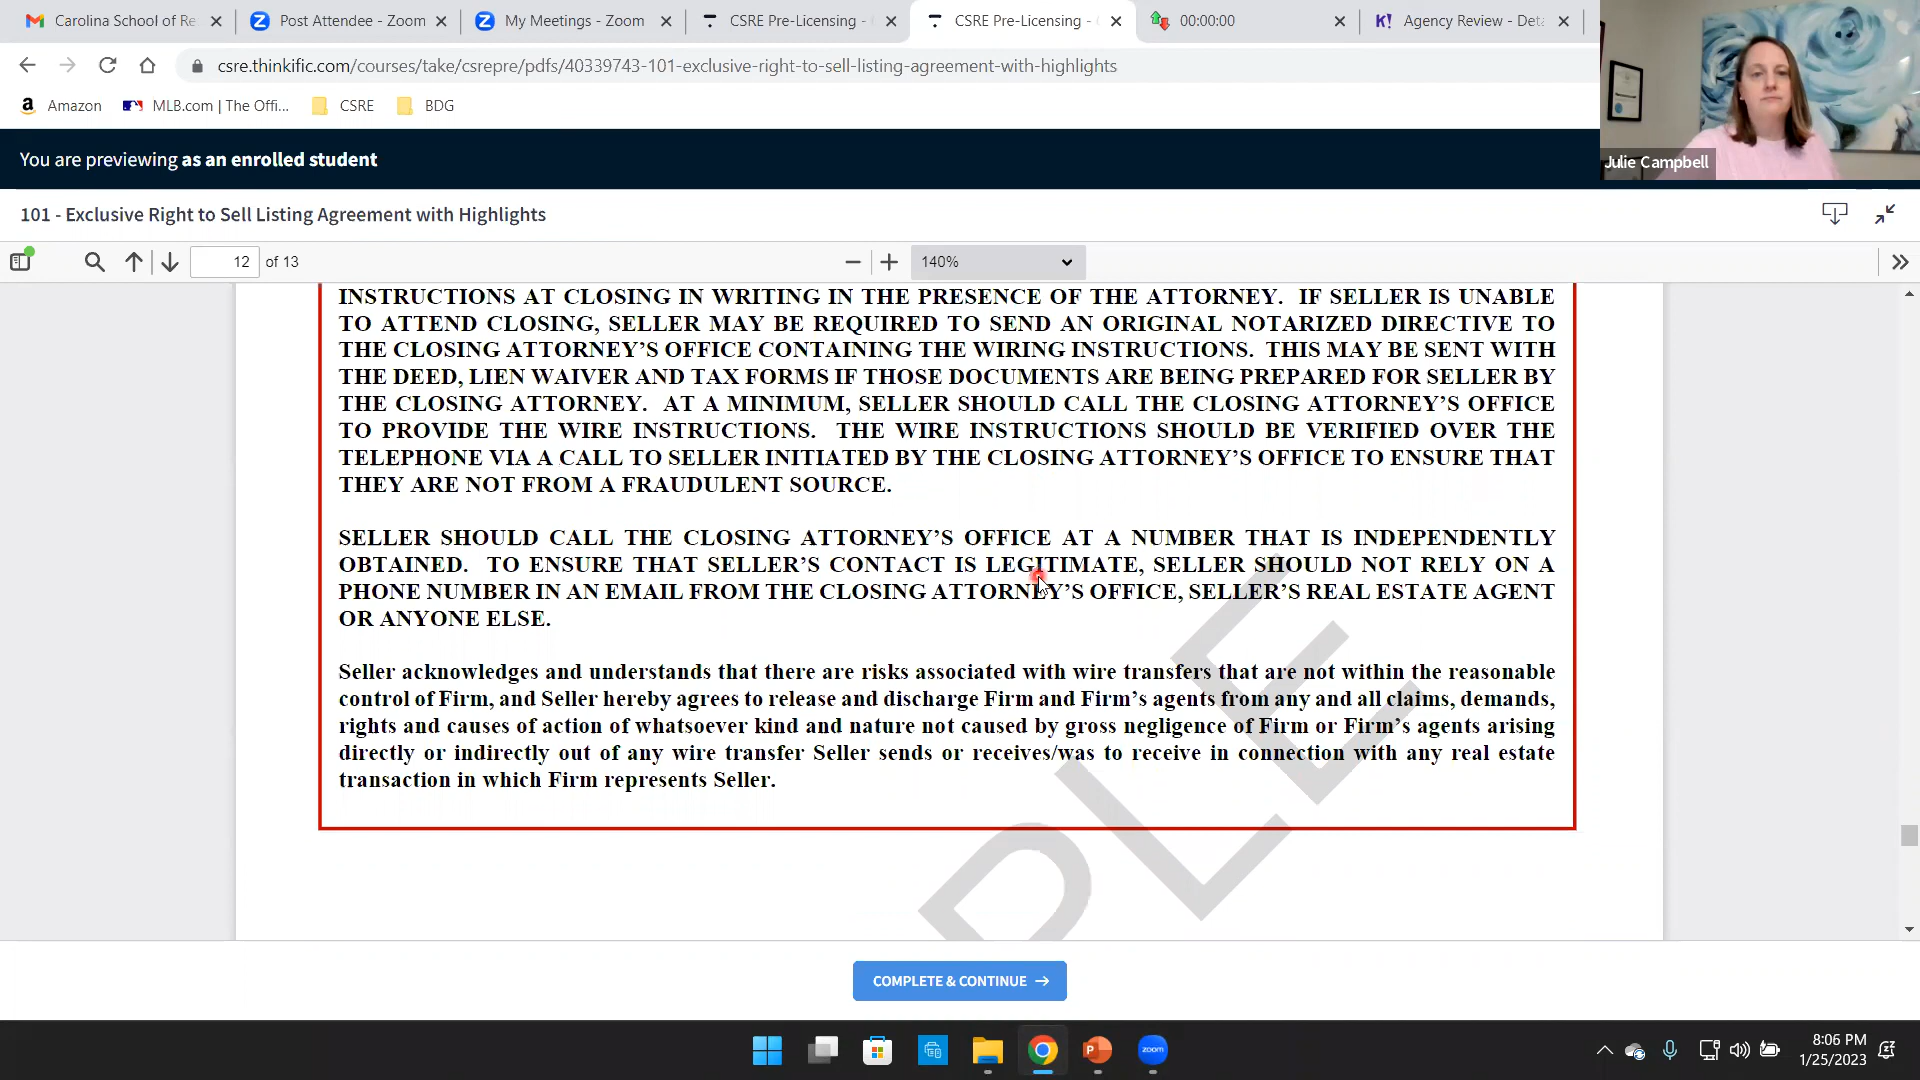 Carolina School of Re
Post Attendee - Zoom
My Meetings - Zoom
CSRE Pre-Licensing -
CSRE Pre-Licensing -
00:00:00
K! Agency Review - Deta
csre.thinkific.com/courses/take/csrepre/pdfs/40339743-101-exclusive-right-to-sell-listing-agreement-with-highlights
Amazon
MLB.com | The Offi...
CSRE
BDG
Julie Campbell
You are previewing as an enrolled student
101 - Exclusive Right to Sell Listing Agreement with Highlights
12 of 13
140%
INSTRUCTIONS AT CLOSING IN WRITING IN THE PRESENCE OF THE ATTORNEY. IF SELLER IS UNABLE
TO ATTEND CLOSING, SELLER MAY BE REQUIRED TO SEND AN ORIGINAL NOTARIZED DIRECTIVE TO
THE CLOSING ATTORNEY'S OFFICE CONTAINING THE WIRING INSTRUCTIONS. THIS MAY BE SENT WITH
THE DEED, LIEN WAIVER AND TAX FORMS IF THOSE DOCUMENTS ARE BEING PREPARED FOR SELLER BY
THE CLOSING ATTORNEY. AT A MINIMUM, SELLER SHOULD CALL THE CLOSING ATTORNEY'S OFFICE
TO PROVIDE THE WIRE INSTRUCTIONS. THE WIRE INSTRUCTIONS SHOULD BE VERIFIED OVER THE
TELEPHONE VIA A CALL TO SELLER INITIATED BY THE CLOSING ATTORNEY'S OFFICE TO ENSURE THAT
THEY ARE NOT FROM A FRAUDULENT SOURCE.
SELLER SHOULD CALL THE CLOSING ATTORNEY'S OFFICE AT A NUMBER THAT IS INDEPENDENTLY
OBTAINED. TO ENSURE THAT SELLER'S CONTACT IS LEGITIMATE, SELLER SHOULD NOT RELY ON A
PHONE NUMBER IN AN EMAIL FROM THE CLOSING ATTORNEY'S OFFICE, SELLER'S REAL ESTATE AGENT
OR ANYONE ELSE.
Seller acknowledges and understands that there are risks associated with wire transfers that are not within the reasonable
control of Firm, and Seller hereby agrees to release and discharge Firm and Firm's agents from any and all claims, demands,
rights and causes of action of whatsoever kind and nature not caused by gross negligence of Firm or Firm's agents arising
directly or indirectly out of any wire transfer Seller sends or receives/was to receive in connection with any real estate
transaction in which Firm represents Seller.
PLE
COMPLETE & CONTINUE
zoom
8:06 PM
1/25/2023